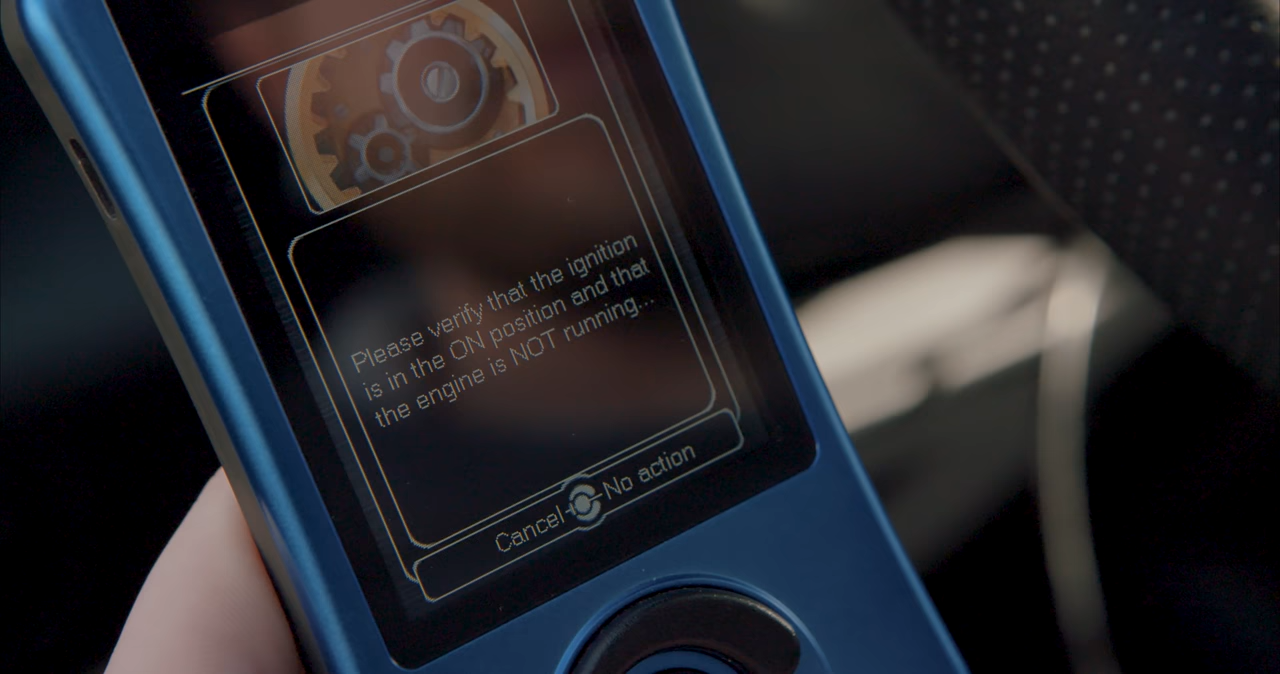 Please verify that the ignition
is in the ON position and that
the engine is NOT running...
Cancel
No action